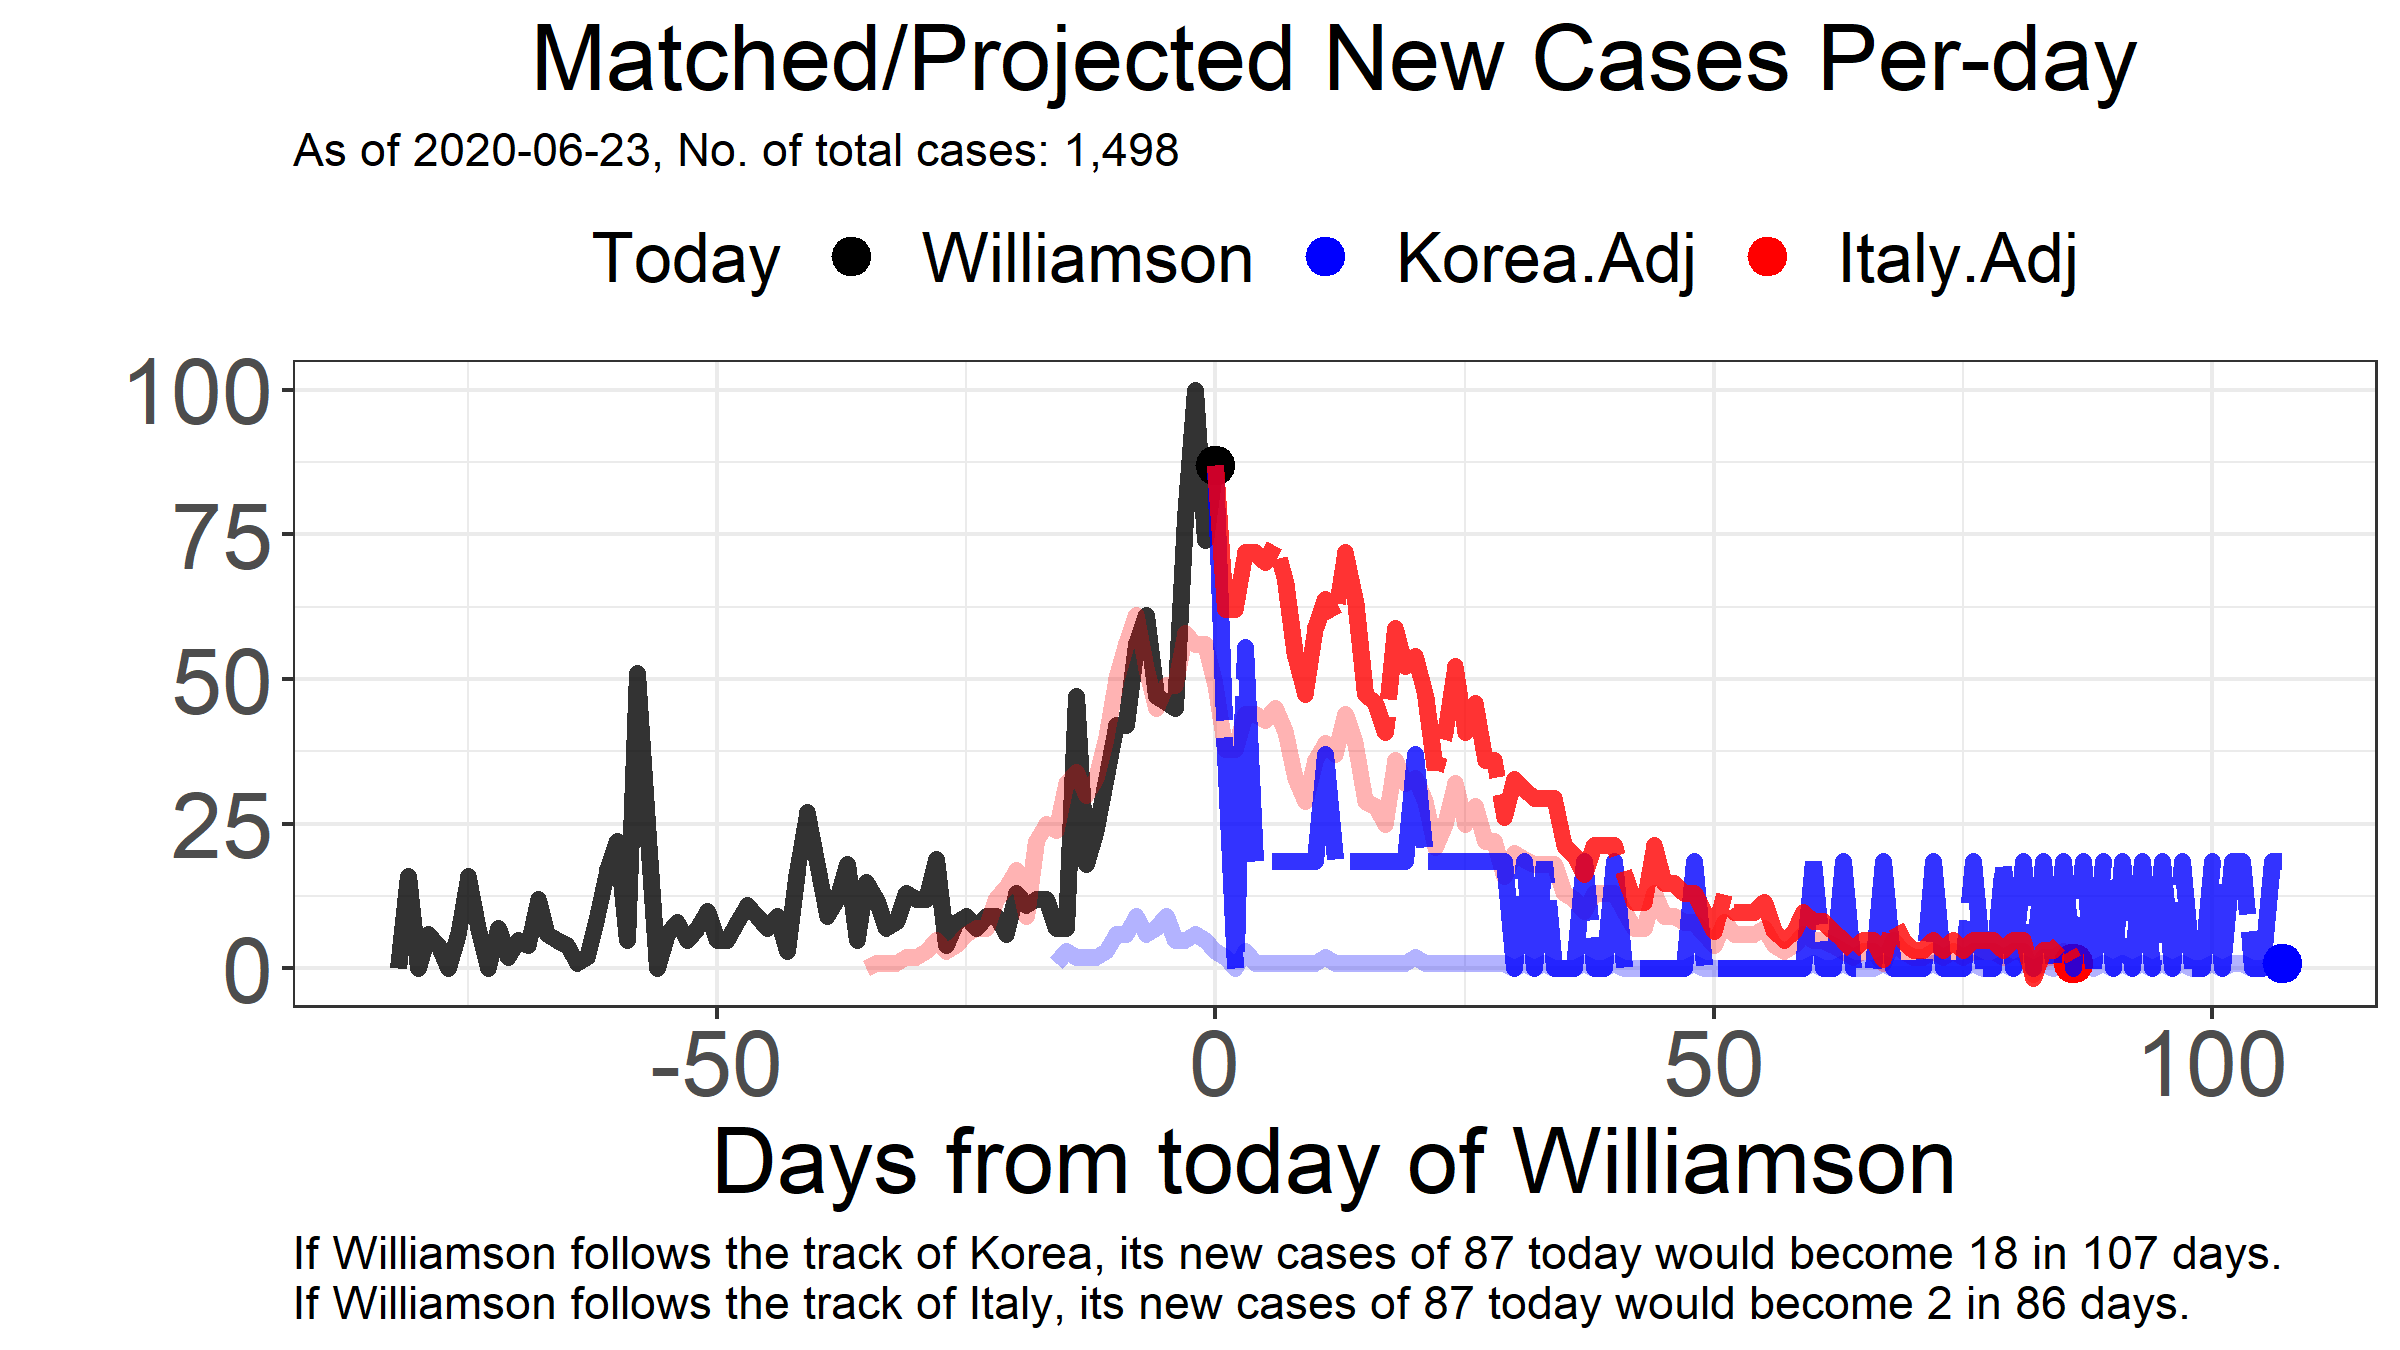 Matched/Projected New Cases Per-day
As of 2020-06-23, No. of total cases: 1,498
Today Williamson Korea.Adj Italy.Adj
100
75
50
25
0
-50 0 50 100
Days from today of Williamson
If Williamson follows the track of Korea, its new cases of 87 today would become 18 in 107 days.
If Williamson follows the track of Italy, its new cases of 87 today would become 2 in 86 days.